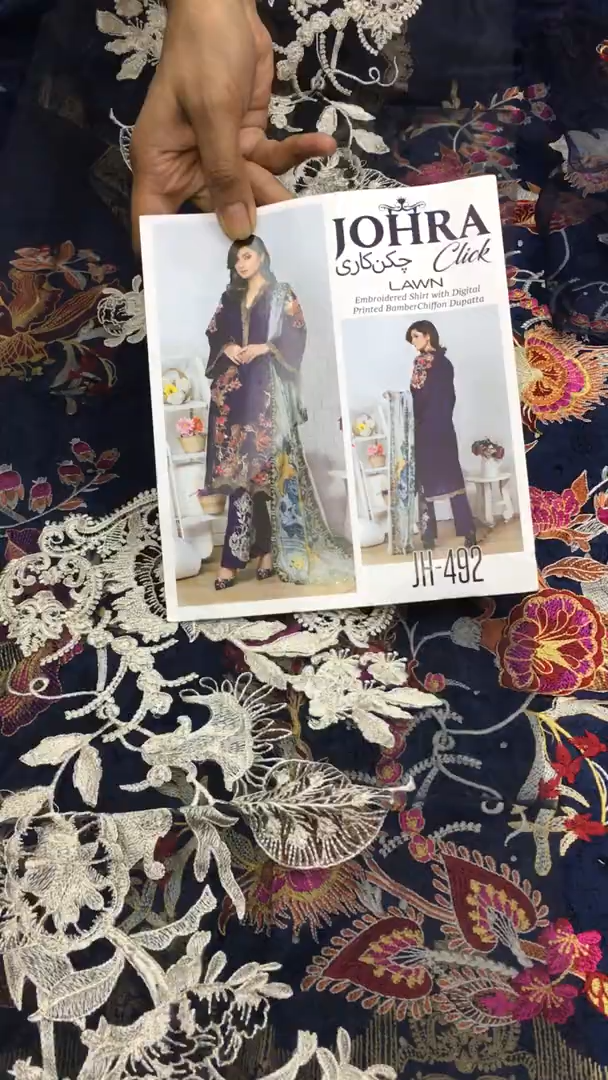 JOHRA
چکن کاری Click
LAWN
Embroidered Shirt with Digital
Printed BamberChiffon Dupatta
JH-492